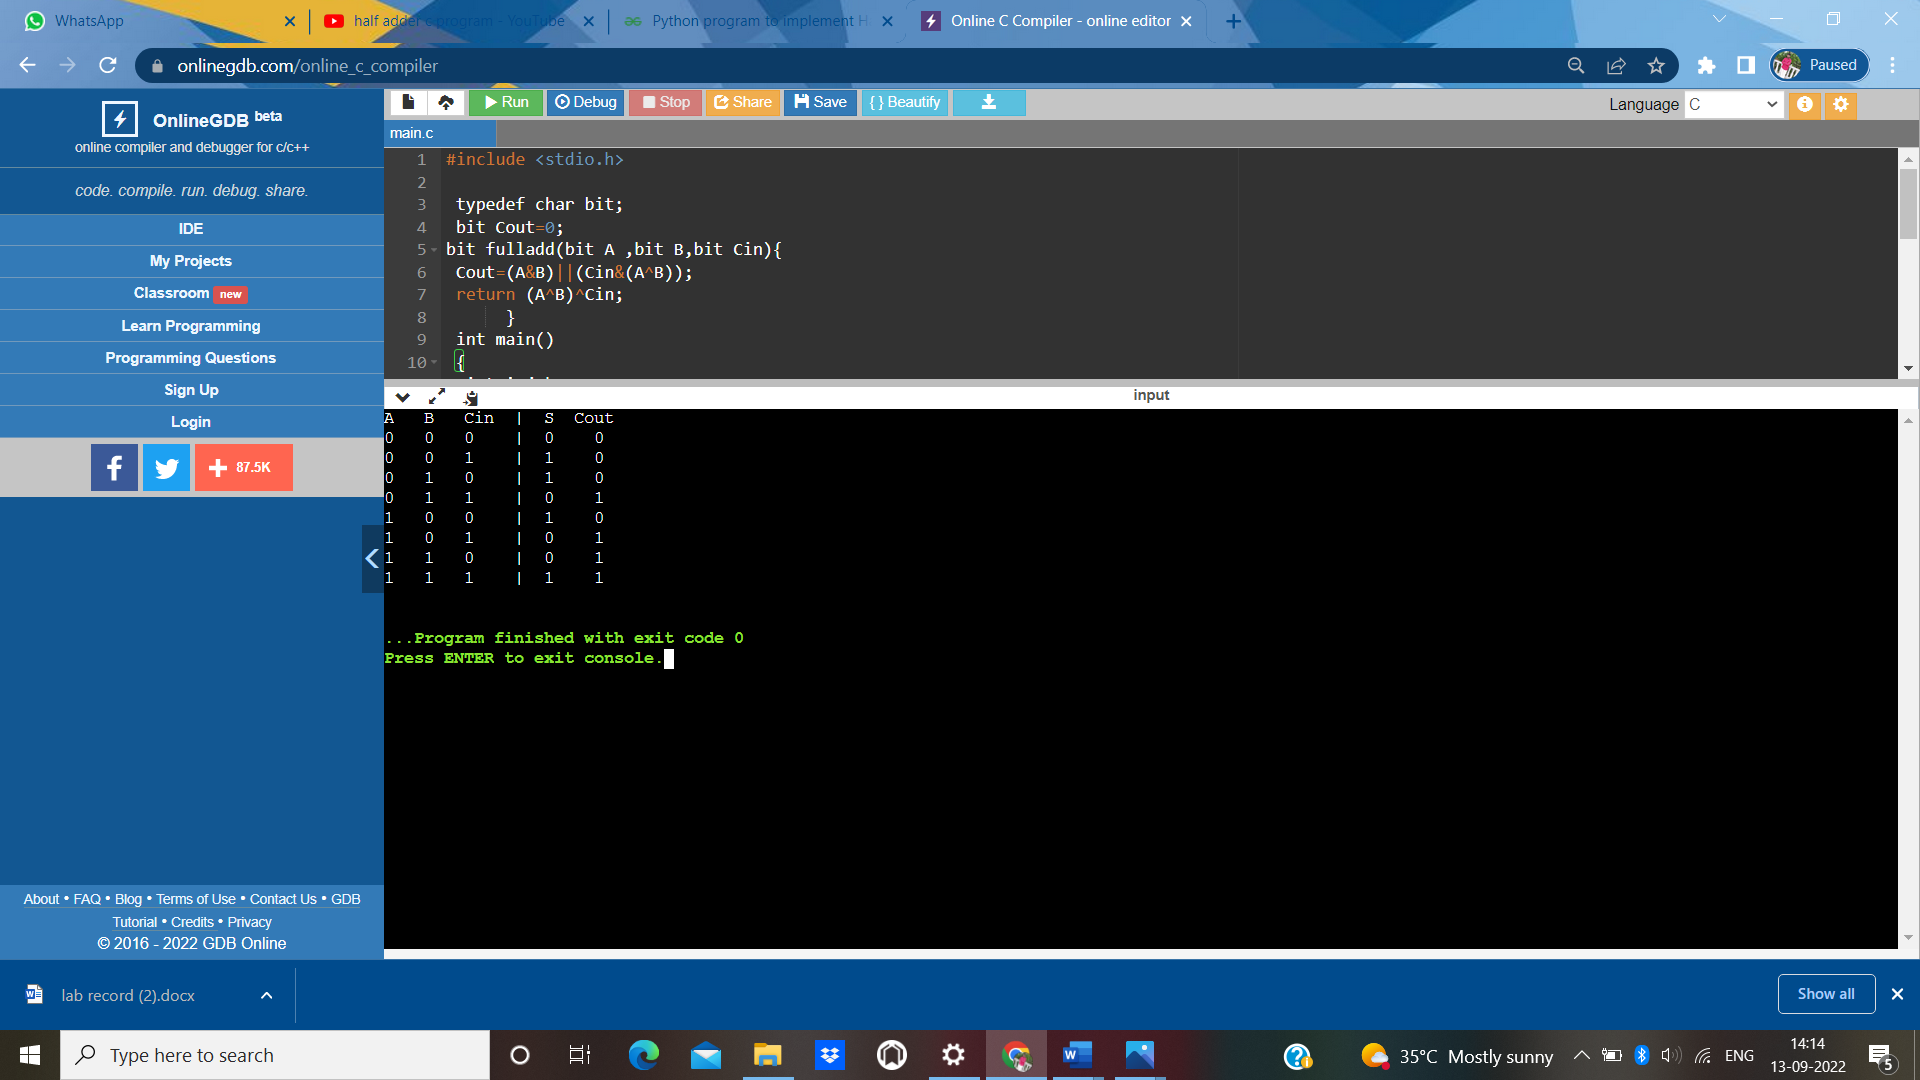 WhatsApp
half adder c program - YouTube
Python program to implement H
Online C Compiler - online editor
onlinegdb.com/online_c_compiler
Paused
OnlineGDB beta
online compiler and debugger for c/c++
code. compile. run. debug. share.
IDE
My Projects
Classroom new
Learn Programming
Programming Questions
Sign Up
Login
87.5K
About • FAQ • Blog • Terms of Use • Contact Us • GDB
Tutorial • Credits • Privacy
© 2016 - 2022 GDB Online
Run Debug Stop Share Save { } Beautify
Language C
main.c
1 #include <stdio.h>
2
3 typedef char bit;
4 bit Cout=0;
5 bit fulladd(bit A ,bit B,bit Cin){
6 Cout=(A&B)||(Cin&(A^B));
7 return (A^B)^Cin;
8 }
9 int main()
10 {
input
A B Cin | S Cout
0 0 0 | 0 0
0 0 1 | 1 0
0 1 0 | 1 0
0 1 1 | 0 1
1 0 0 | 1 0
1 0 1 | 0 1
1 1 0 | 0 1
1 1 1 | 1 1
...Program finished with exit code 0
Press ENTER to exit console.
lab record (2).docx
Show all
Type here to search
35°C Mostly sunny
ENG
14:14
13-09-2022
5